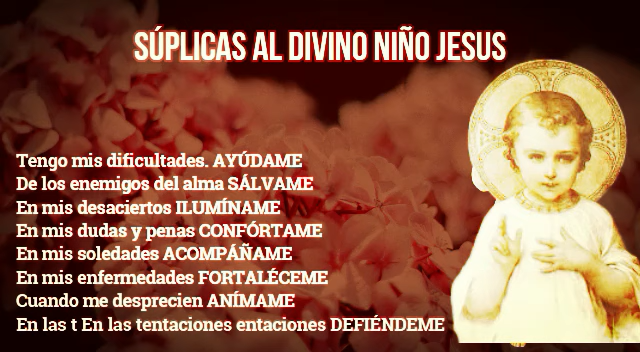 SÚPLICAS AL DIVINO NIÑO JESUS
Tengo mis dificultades. AYÚDAME
De los enemigos del alma SÁLVAME
En mis desaciertos ILUMÍNAME
En mis dudas y penas CONFÓRTAME
En mis soledades ACOMPÁÑAME
En mis enfermedades FORTALÉCEME
Cuando me desprecien ANÍMAME
En las t En las tentaciones entaciones DEFIÉNDEME